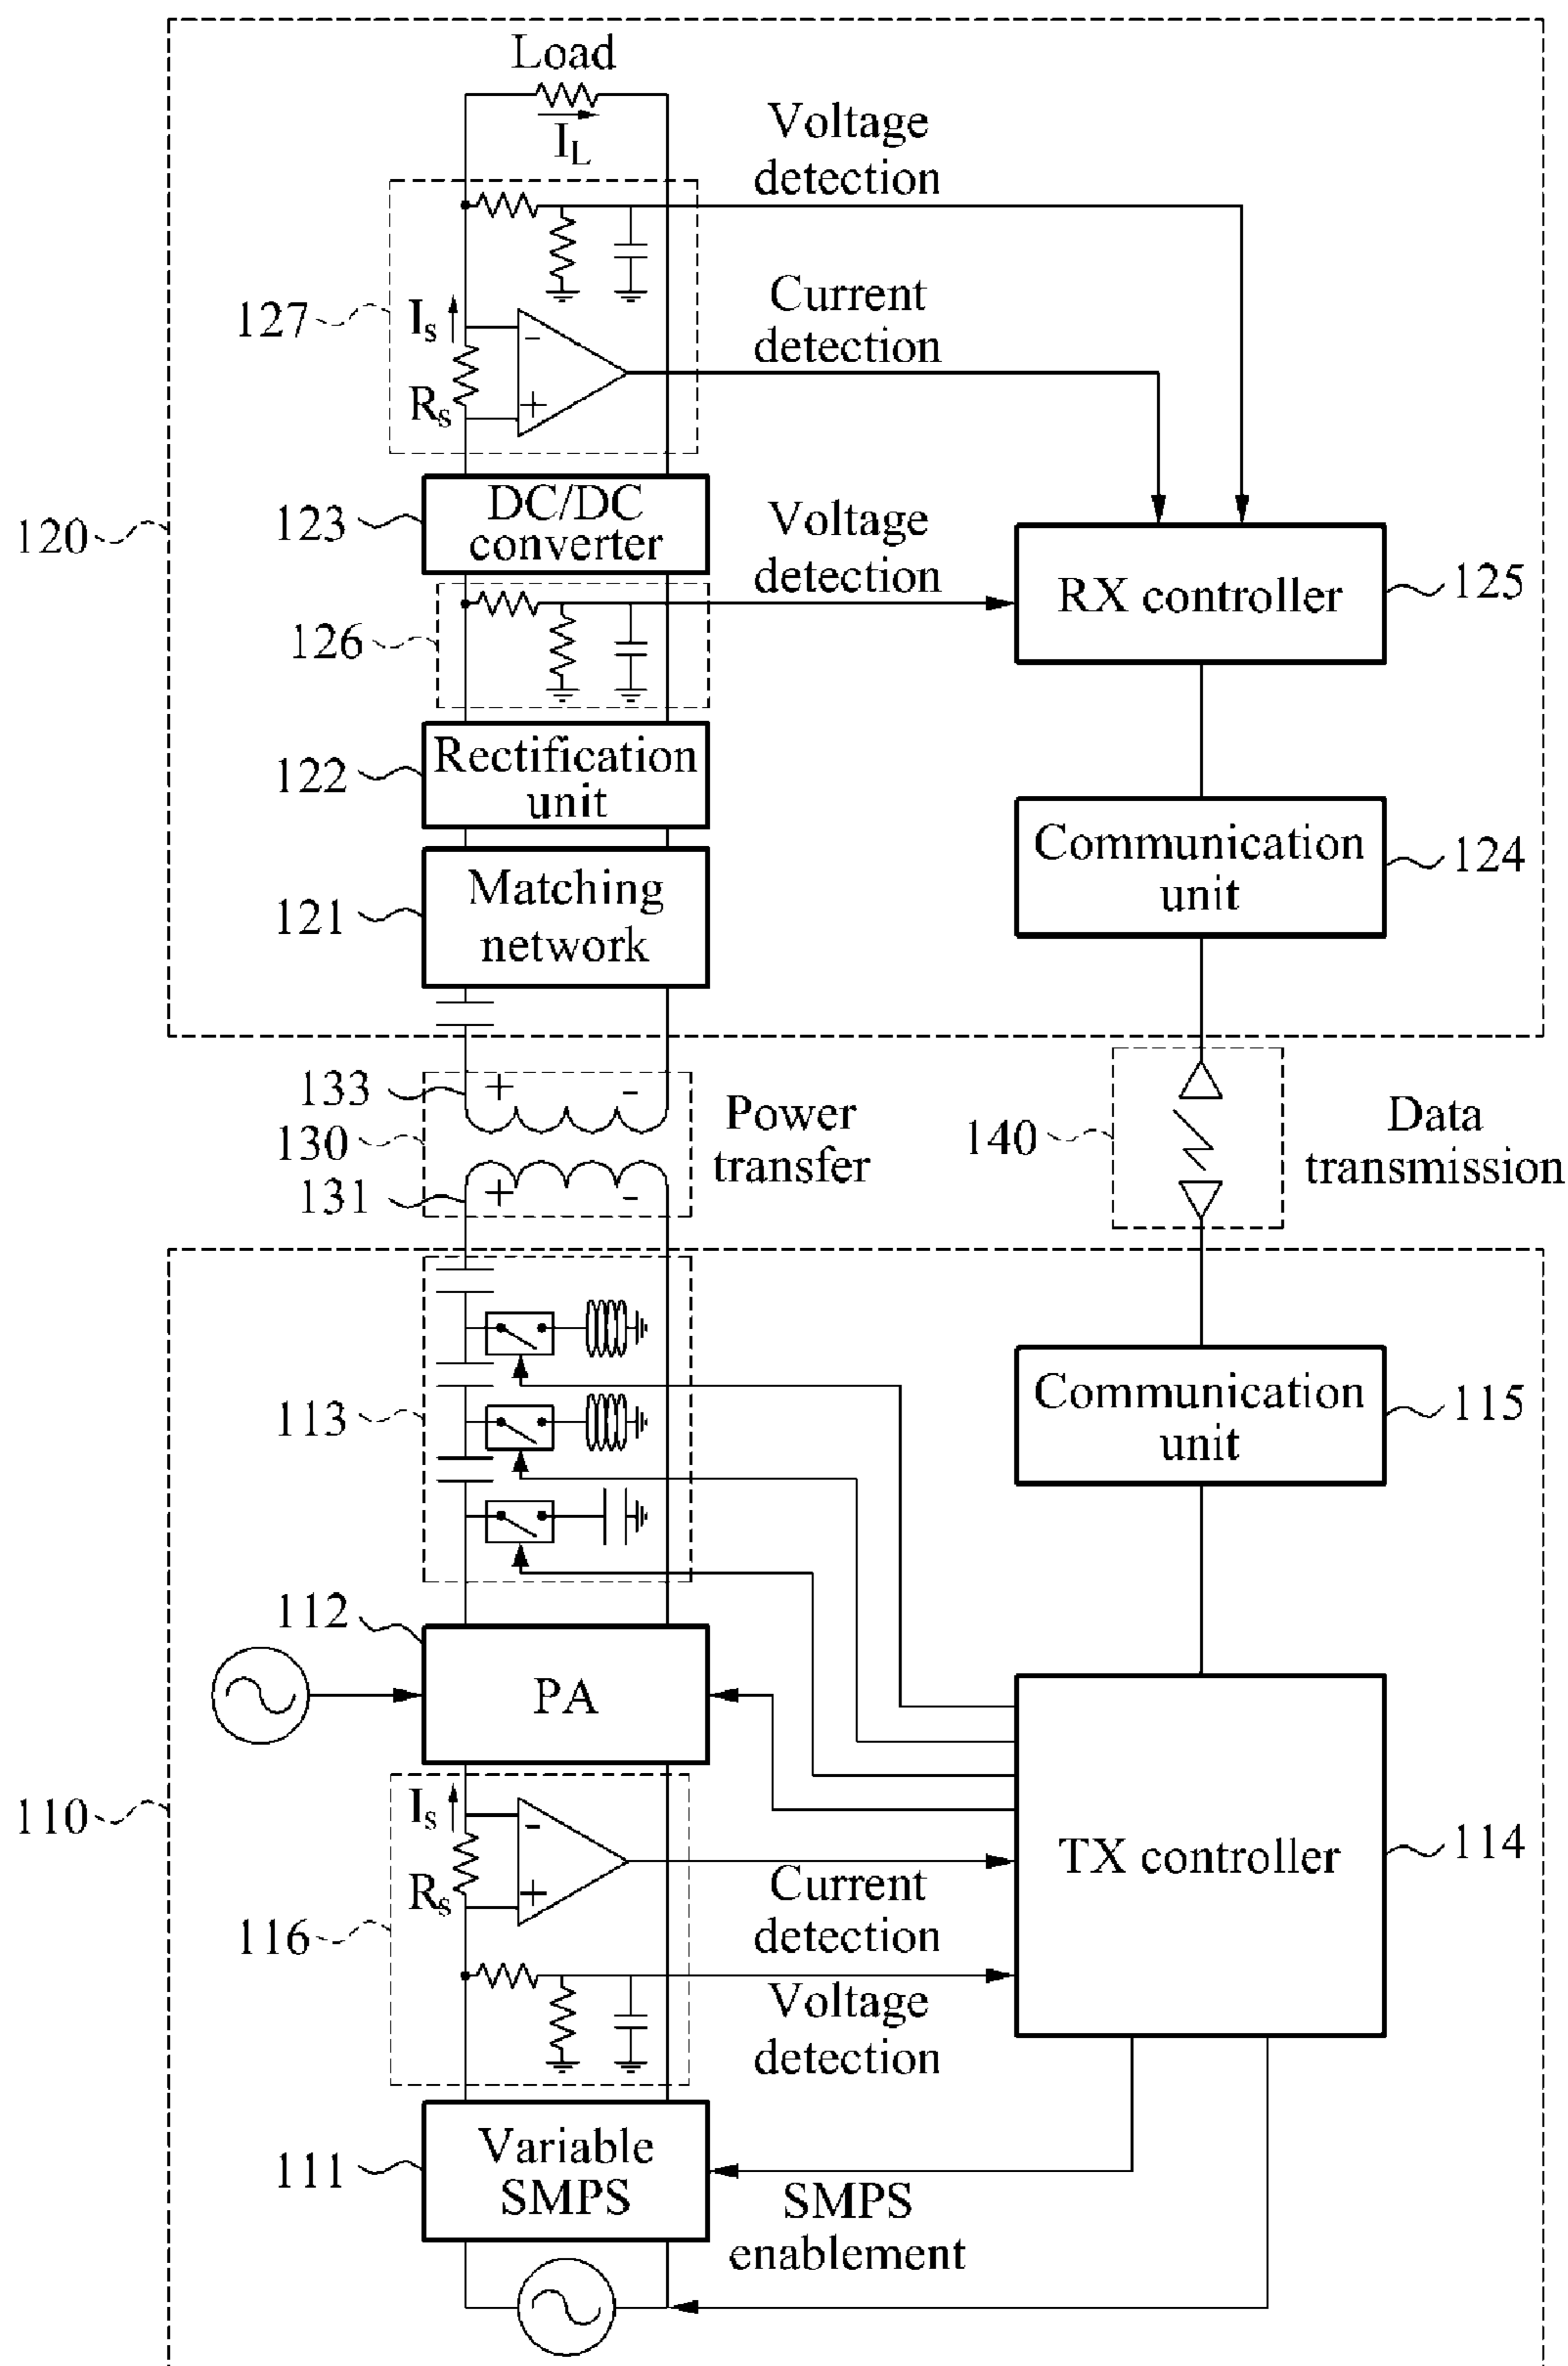 Load
I_L
Voltage
detection
127
I_s
R_s
-
+
Current
detection
120
123
DC/DC
converter
Voltage
detection
RX controller
125
126
122
Rectification
unit
Communication
unit
124
121
Matching
network
133
+ -
130
131
+ -
Power
transfer
140
Data
transmission
113
Communication
unit
115
112
PA
110
I_s
R_s
-
+
116
Current
detection
Voltage
detection
TX controller
114
111
Variable
SMPS
SMPS
enablement